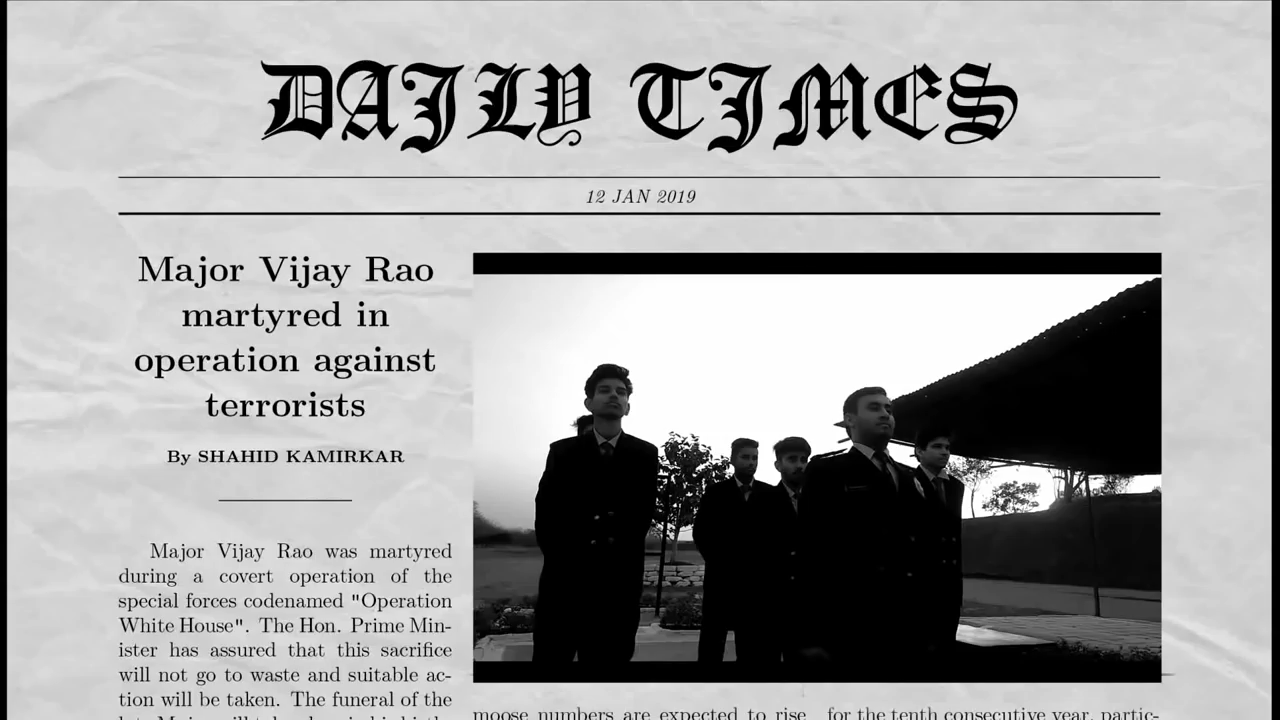 DAILY TIMES
12 JAN 2019
Major Vijay Rao
martyred in
operation against
terrorists
By SHAHID KAMIRKAR
Major Vijay Rao was martyred
during a covert operation of the
special forces codenamed "Operation
White House". The Hon. Prime Min-
ister has assured that this sacrifice
will not go to waste and suitable ac-
tion will be taken. The funeral of the
moose numbers are expected to rise
for the tenth consecutive year, partic-